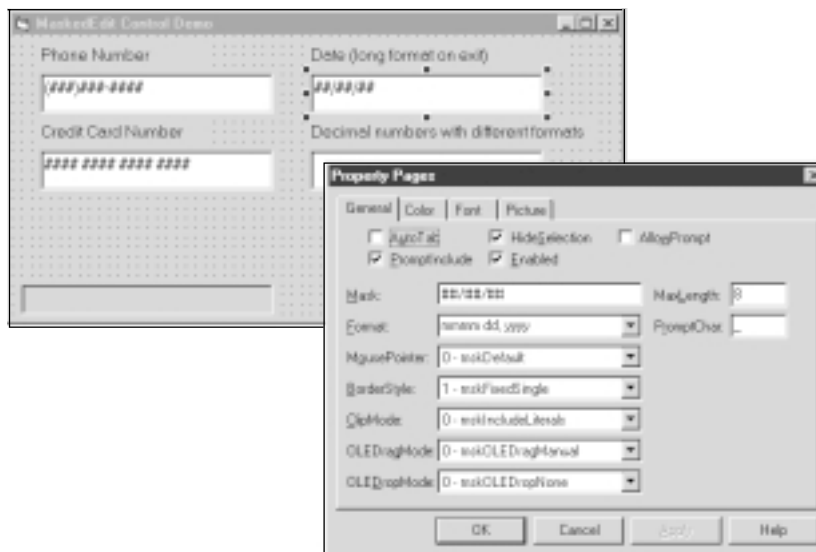 MaskedEdit Control Demo
Phone Number
Date (long format on exit)
(###)###-####
##/##/##
Credit Card Number
Decimal numbers with different formats
#### #### #### ####
Property Pages
General Color Font Picture
AutoTab HideSelection AllowPrompt
PromptInclude Enabled
Mask: ##/##/## MaxLength: 8
Format: mmmm dd, yyyy PromptChar: _
MousePointer: 0 - mskDefault
BorderStyle: 1 - mskFixedSingle
ClipMode: 0 - mskIncludeLiterals
OLEDragMode: 0 - mskOLEDragManual
OLEDropMode: 0 - mskOLEDropNone
OK Cancel Apply Help